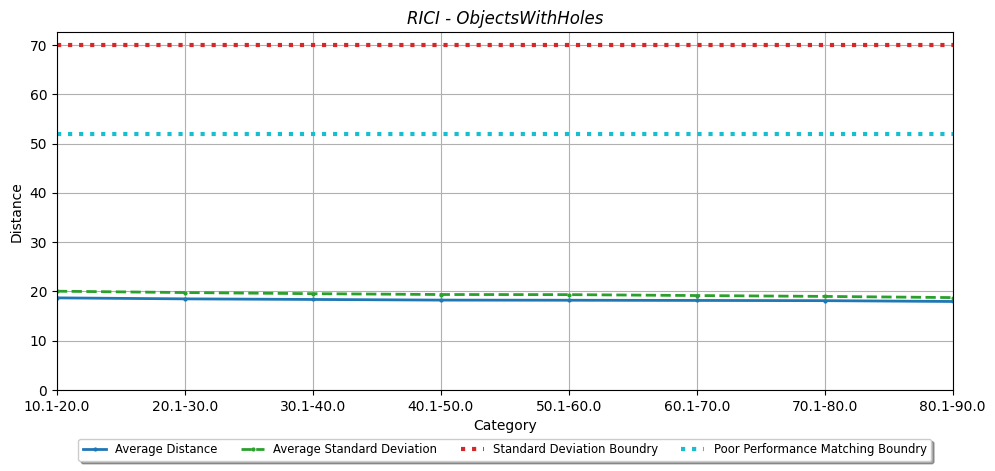 RICI - ObjectsWithHoles
70
60
50
40
30
20
10
0
Distance
10.1-20.0 20.1-30.0 30.1-40.0 40.1-50.0 50.1-60.0 60.1-70.0 70.1-80.0 80.1-90.0
Category
Average Distance Average Standard Deviation Standard Deviation Boundry Poor Performance Matching Boundry